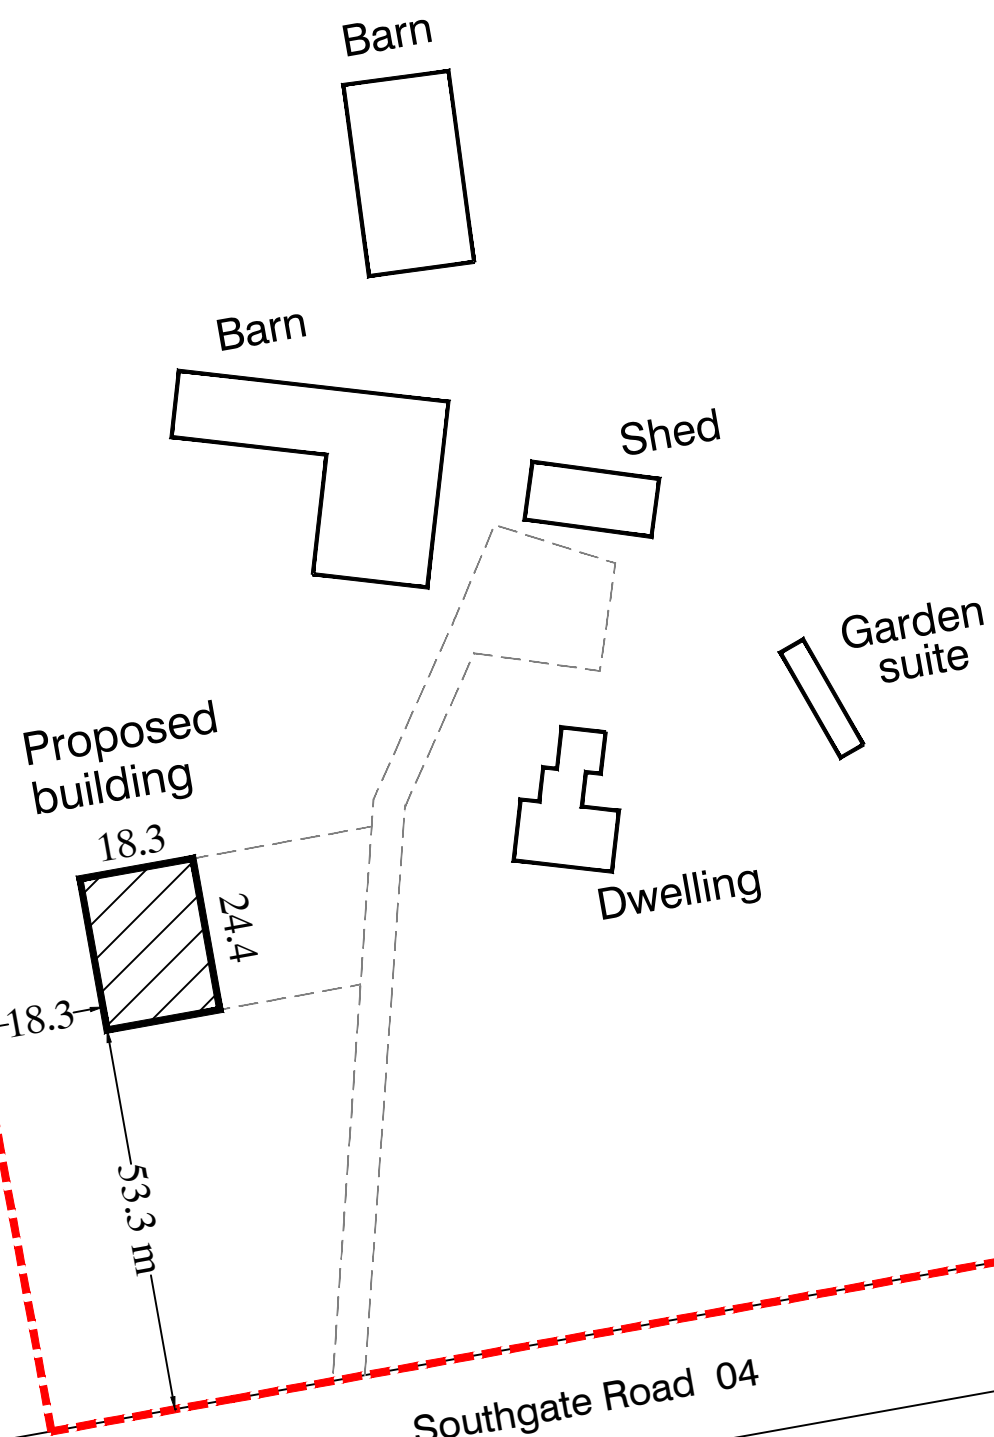 Barn
Barn
Shed
Garden
suite
Proposed
building
18.3
24.4
Dwelling
18.3
53.3 m
Southgate Road 04